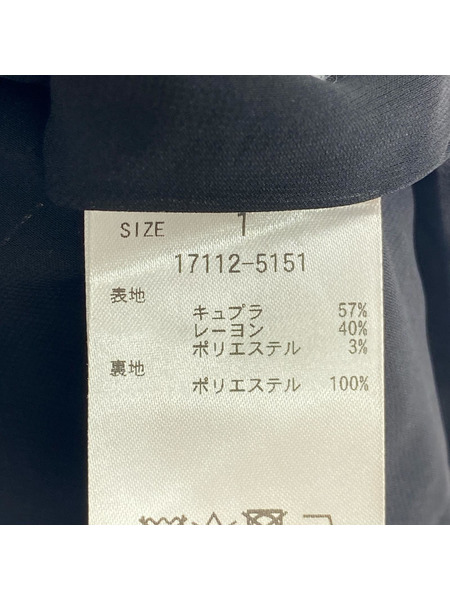 SIZE 1
17112-5151
表地
キュプラ 57%
レーヨン 40%
ポリエステル 3%
裏地
ポリエステル 100%